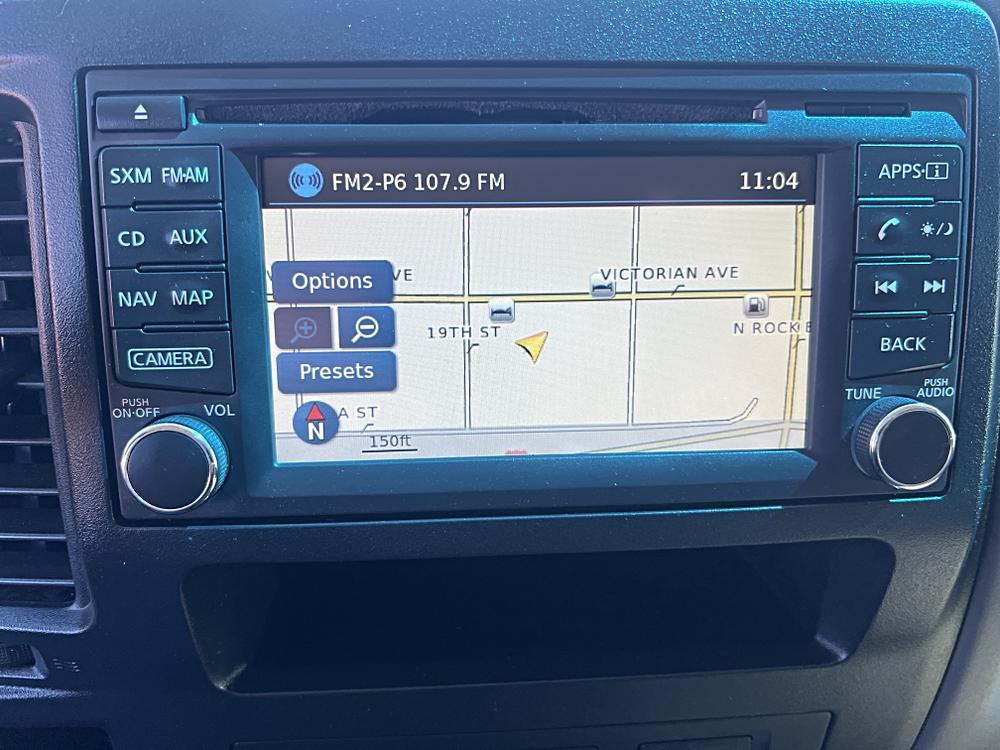 SXM FM·AM
CD AUX
NAV MAP
CAMERA
PUSH
ON·OFF VOL
FM2-P6 107.9 FM 11:04
Options VE VICTORIAN AVE
19TH ST N ROCK B
Presets
A ST
N 150ft
APPS·i
BACK
TUNE PUSH
AUDIO